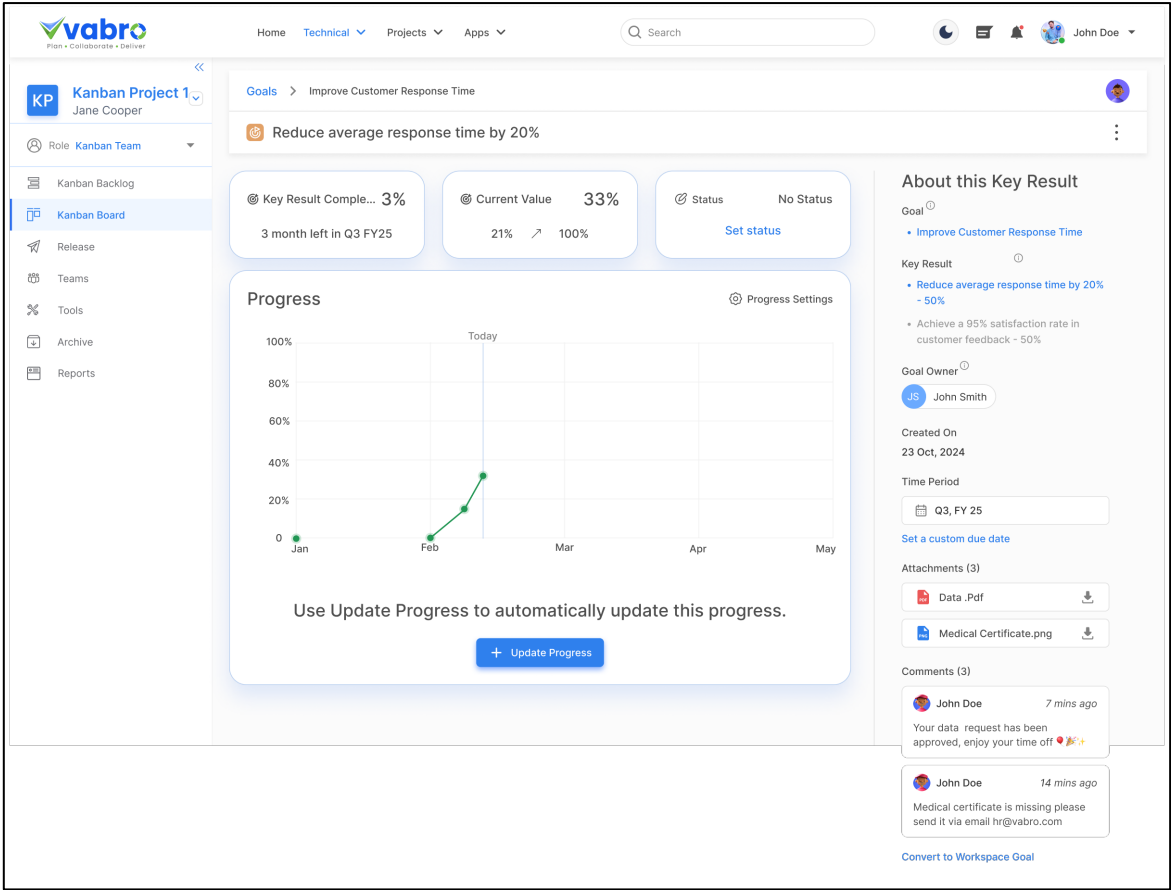 vabro
Plan • Collaborate • Deliver
Home
Technical
Projects
Apps
Search
John Doe
KP
Kanban Project 1
Jane Cooper
Role Kanban Team
Kanban Backlog
Kanban Board
Release
Teams
Tools
Archive
Reports
Goals > Improve Customer Response Time
Reduce average response time by 20%
Key Result Comple... 3%
3 month left in Q3 FY25
Current Value 33%
21% ↗ 100%
Status No Status
Set status
Progress
Progress Settings
Today
100%
80%
60%
40%
20%
0
Jan
Feb
Mar
Apr
May
Use Update Progress to automatically update this progress.
+ Update Progress
About this Key Result
Goal
• Improve Customer Response Time
Key Result
• Reduce average response time by 20%
- 50%
• Achieve a 95% satisfaction rate in
customer feedback - 50%
Goal Owner
JS John Smith
Created On
23 Oct, 2024
Time Period
Q3, FY 25
Set a custom due date
Attachments (3)
PDF Data .Pdf
PNG Medical Certificate.png
Comments (3)
John Doe 7 mins ago
Your data request has been
approved, enjoy your time off 🎈🎉✨
John Doe 14 mins ago
Medical certificate is missing please
send it via email hr@vabro.com
Convert to Workspace Goal